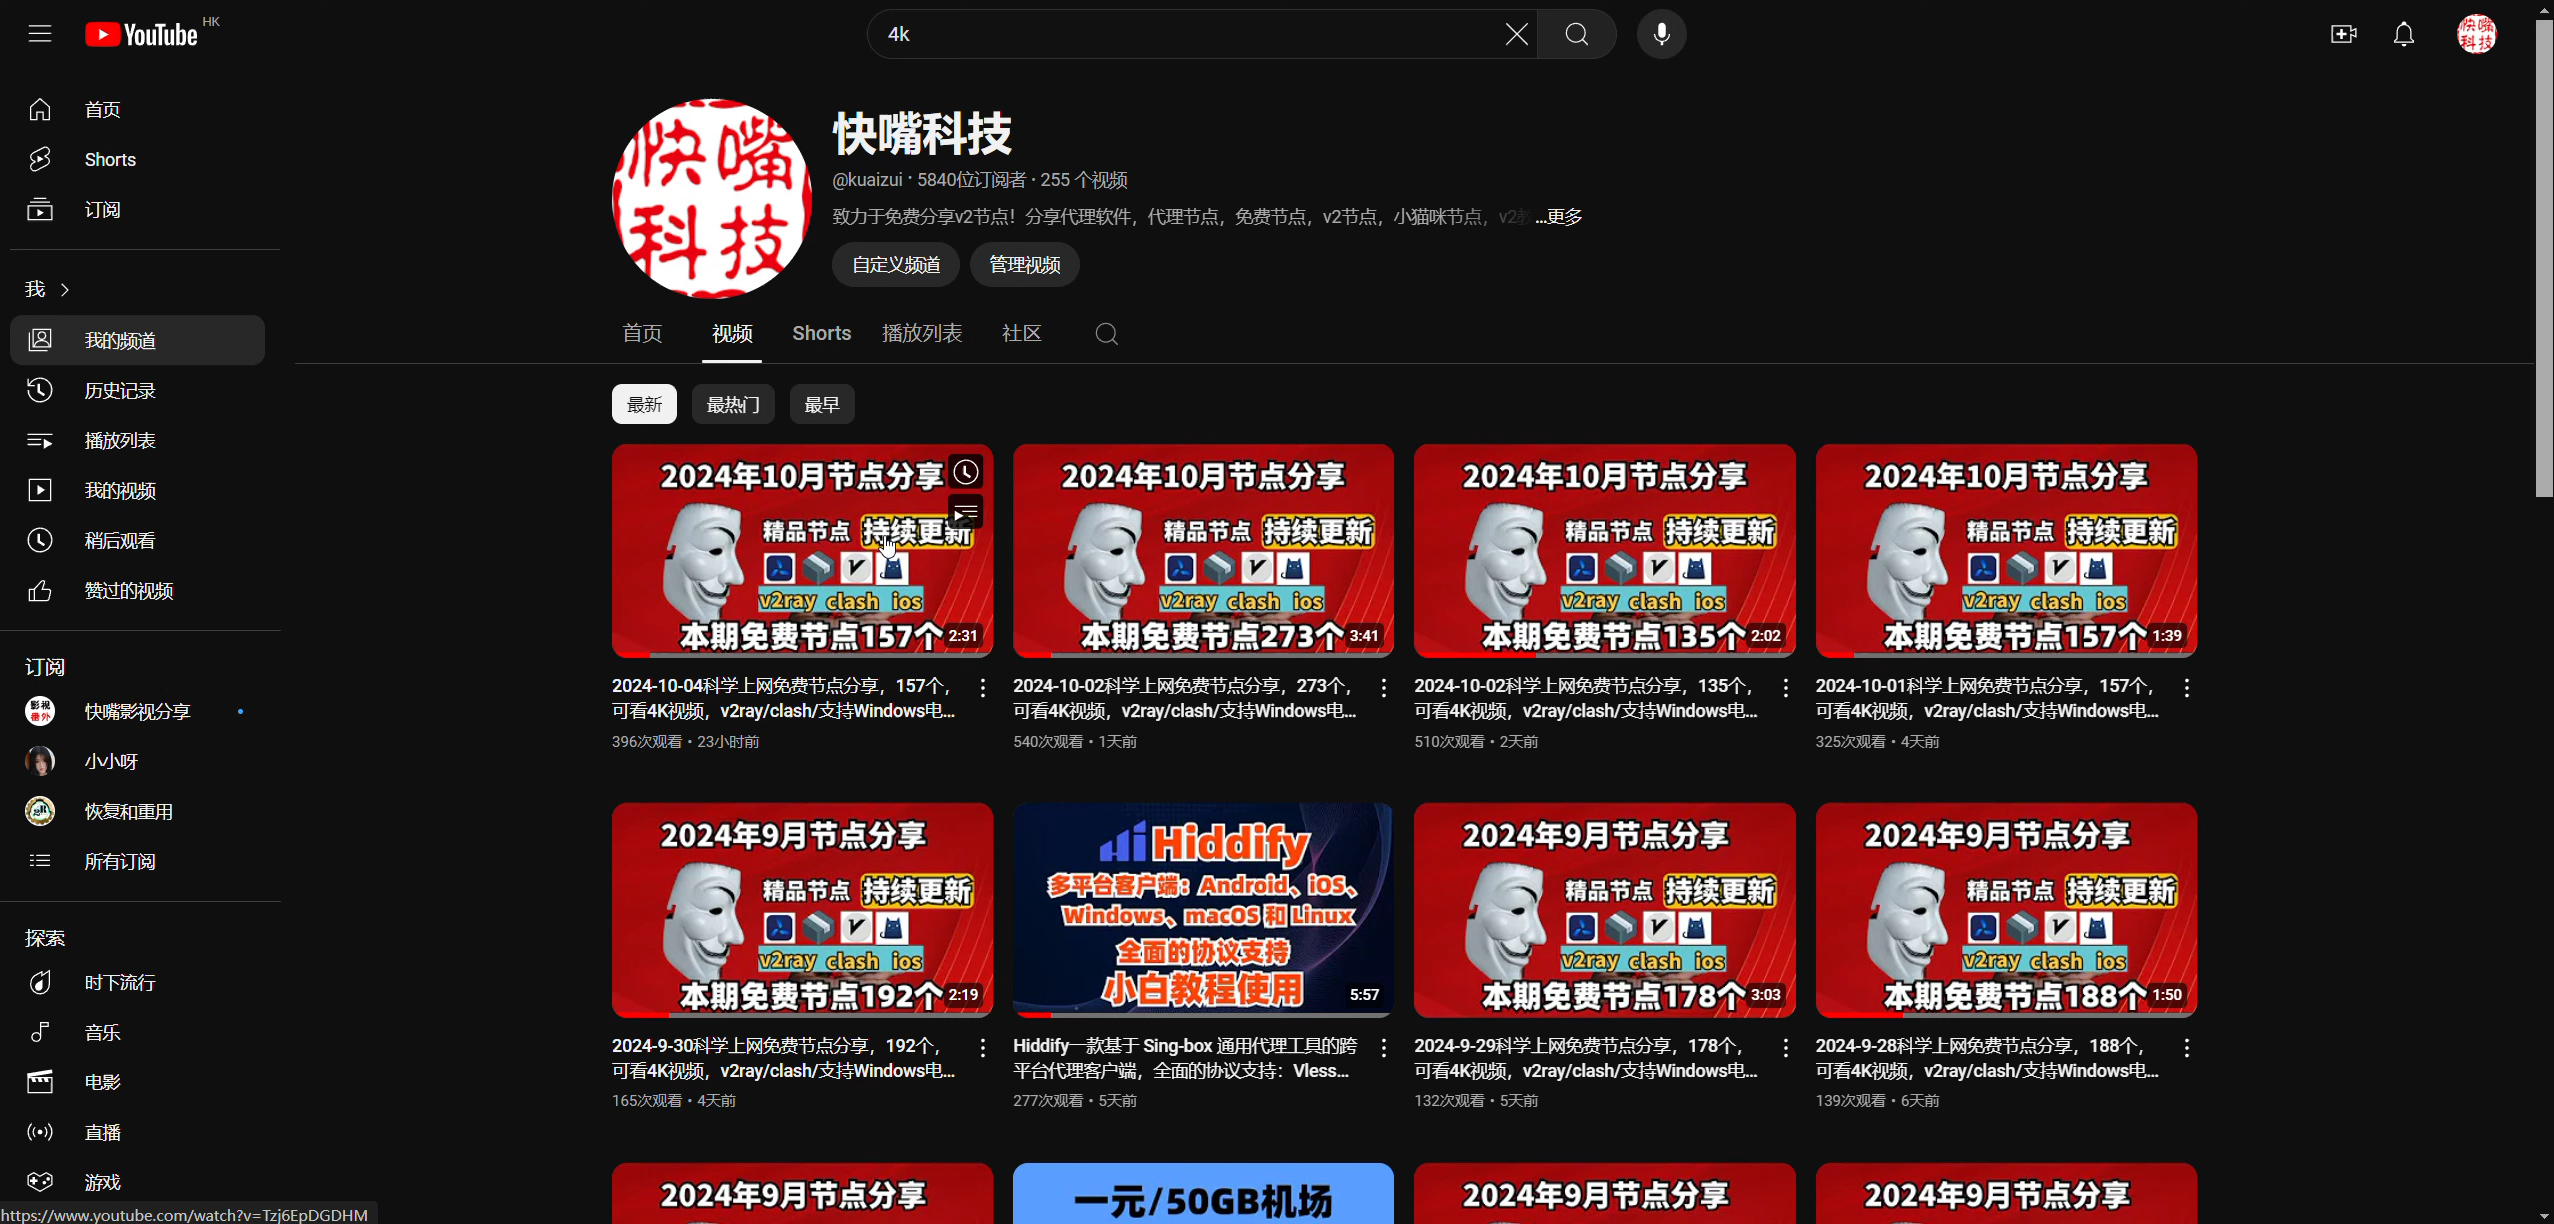 YouTube HK
4k
快嘴科技
首页
Shorts
订阅
我
我的频道
历史记录
播放列表
我的视频
稍后观看
赞过的视频
订阅
影视
番外
快嘴影视分享
小小呀
恢复和重用
所有订阅
探索
时下流行
音乐
电影
直播
游戏
https://www.youtube.com/watch?v=Tzj6EpDGDHM
快嘴
科技
快嘴科技
@kuaizui · 5840位订阅者 · 255 个视频
致力于免费分享v2节点！分享代理软件，代理节点，免费节点，v2节点，小猫咪节点，v2 ...更多
自定义频道
管理视频
首页
视频
Shorts
播放列表
社区
最新
最热门
最早
2024年10月节点分享
精品节点 持续更新
v2ray clash ios
本期免费节点157个
2:31
2024-10-04科学上网免费节点分享，157个，
可看4K视频，v2ray/clash/支持Windows电...
396次观看 · 23小时前
2024年10月节点分享
精品节点 持续更新
v2ray clash ios
本期免费节点273个
3:41
2024-10-02科学上网免费节点分享，273个，
可看4K视频，v2ray/clash/支持Windows电...
540次观看 · 1天前
2024年10月节点分享
精品节点 持续更新
v2ray clash ios
本期免费节点135个
2:02
2024-10-02科学上网免费节点分享，135个，
可看4K视频，v2ray/clash/支持Windows电...
510次观看 · 2天前
2024年10月节点分享
精品节点 持续更新
v2ray clash ios
本期免费节点157个
1:39
2024-10-01科学上网免费节点分享，157个，
可看4K视频，v2ray/clash/支持Windows电...
325次观看 · 4天前
2024年9月节点分享
精品节点 持续更新
v2ray clash ios
本期免费节点192个
2:19
2024-9-30科学上网免费节点分享，192个，
可看4K视频，v2ray/clash/支持Windows电...
165次观看 · 4天前
Hiddify
多平台客户端：Android、iOS、
Windows、macOS 和 Linux
全面的协议支持
小白教程使用
5:57
Hiddify一款基于 Sing-box 通用代理工具的跨
平台代理客户端，全面的协议支持：Vless...
277次观看 · 5天前
2024年9月节点分享
精品节点 持续更新
v2ray clash ios
本期免费节点178个
3:03
2024-9-29科学上网免费节点分享，178个，
可看4K视频，v2ray/clash/支持Windows电...
132次观看 · 5天前
2024年9月节点分享
精品节点 持续更新
v2ray clash ios
本期免费节点188个
1:50
2024-9-28科学上网免费节点分享，188个，
可看4K视频，v2ray/clash/支持Windows电...
139次观看 · 6天前
2024年9月节点分享
一元/50GB机场
2024年9月节点分享
2024年9月节点分享